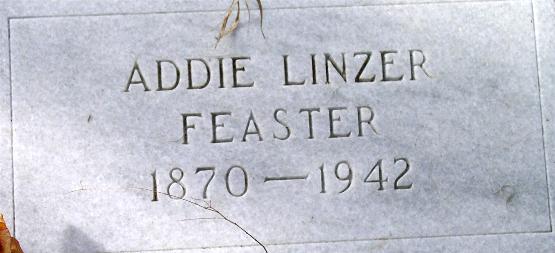 ADDIE LINZER
FEASTER
1870 — 1942